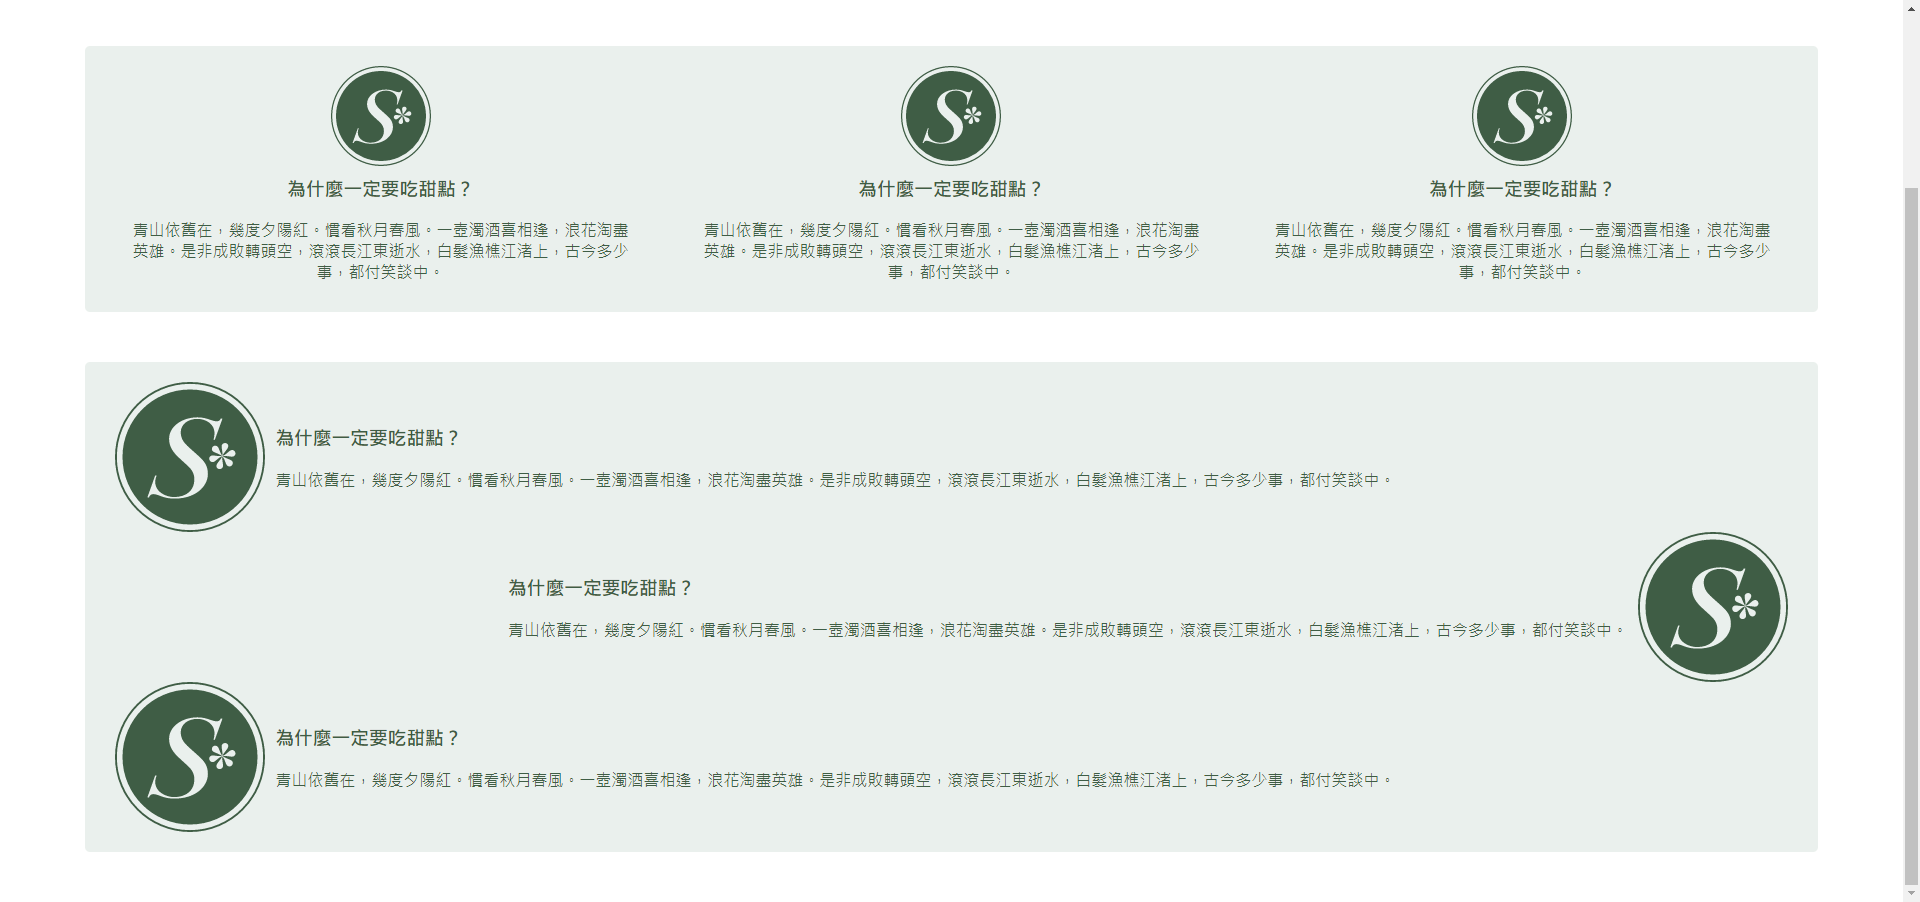 S*
為什麼一定要吃甜點？
青山依舊在，幾度夕陽紅。慣看秋月春風。一壺濁酒喜相逢，浪花淘盡
英雄。是非成敗轉頭空，滾滾長江東逝水，白髮漁樵江渚上，古今多少
事，都付笑談中。
S*
為什麼一定要吃甜點？
青山依舊在，幾度夕陽紅。慣看秋月春風。一壺濁酒喜相逢，浪花淘盡
英雄。是非成敗轉頭空，滾滾長江東逝水，白髮漁樵江渚上，古今多少
事，都付笑談中。
S*
為什麼一定要吃甜點？
青山依舊在，幾度夕陽紅。慣看秋月春風。一壺濁酒喜相逢，浪花淘盡
英雄。是非成敗轉頭空，滾滾長江東逝水，白髮漁樵江渚上，古今多少
事，都付笑談中。
S*
為什麼一定要吃甜點？
青山依舊在，幾度夕陽紅。慣看秋月春風。一壺濁酒喜相逢，浪花淘盡英雄。是非成敗轉頭空，滾滾長江東逝水，白髮漁樵江渚上，古今多少事，都付笑談中。
為什麼一定要吃甜點？
青山依舊在，幾度夕陽紅。慣看秋月春風。一壺濁酒喜相逢，浪花淘盡英雄。是非成敗轉頭空，滾滾長江東逝水，白髮漁樵江渚上，古今多少事，都付笑談中。
S*
S*
為什麼一定要吃甜點？
青山依舊在，幾度夕陽紅。慣看秋月春風。一壺濁酒喜相逢，浪花淘盡英雄。是非成敗轉頭空，滾滾長江東逝水，白髮漁樵江渚上，古今多少事，都付笑談中。